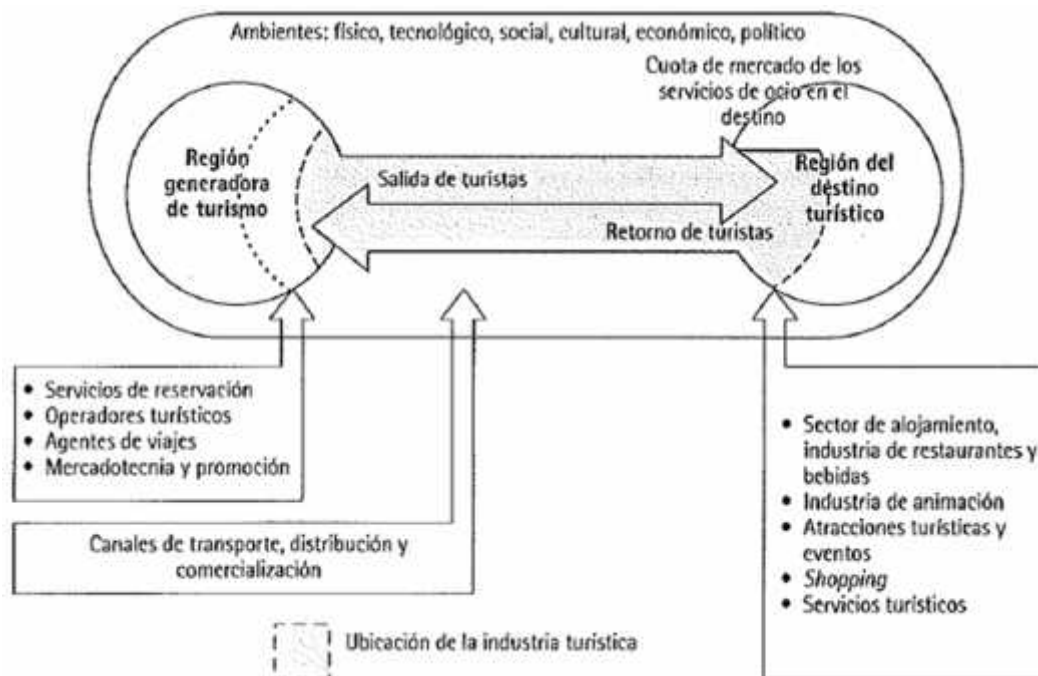 Ambientes: físico, tecnológico, social, cultural, económico, político
Cuota de mercado de los
servicios de ocio en el
destino
Región
generadora
de turismo
Salida de turistas
Región del
destino
turístico
Retorno de turistas
• Servicios de reservación
• Operadores turísticos
• Agentes de viajes
• Mercadotecnia y promoción
Canales de transporte, distribución y
comercialización
• Sector de alojamiento,
industria de restaurantes y
bebidas
• Industria de animación
• Atracciones turísticas y
eventos
• Shopping
• Servicios turísticos
Ubicación de la industria turística